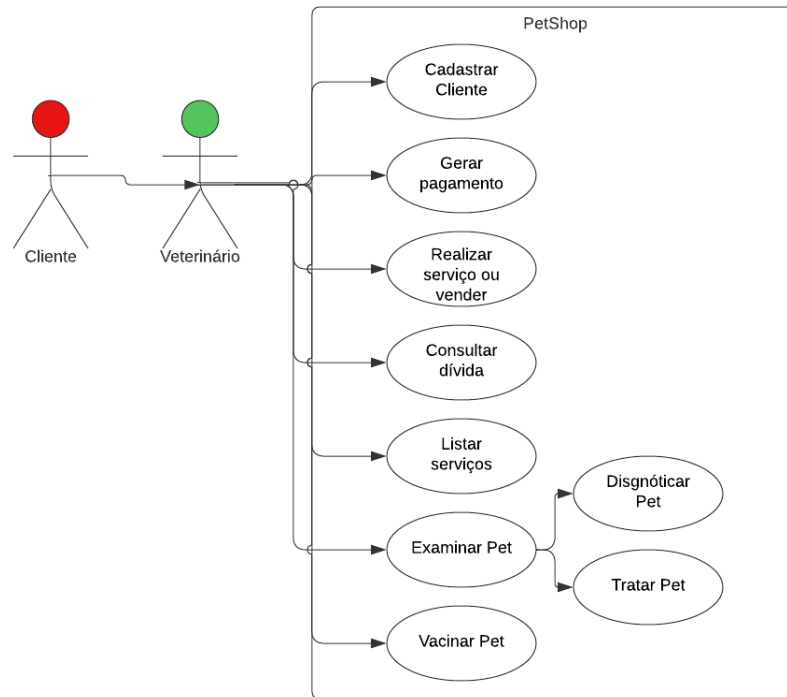 PetShop
Cadastrar
Cliente
Gerar
pagamento
Cliente
Veterinário
Realizar
serviço ou
vender
Consultar
dívida
Listar
serviços
Disgnóticar
Pet
Examinar Pet
Tratar Pet
Vacinar Pet